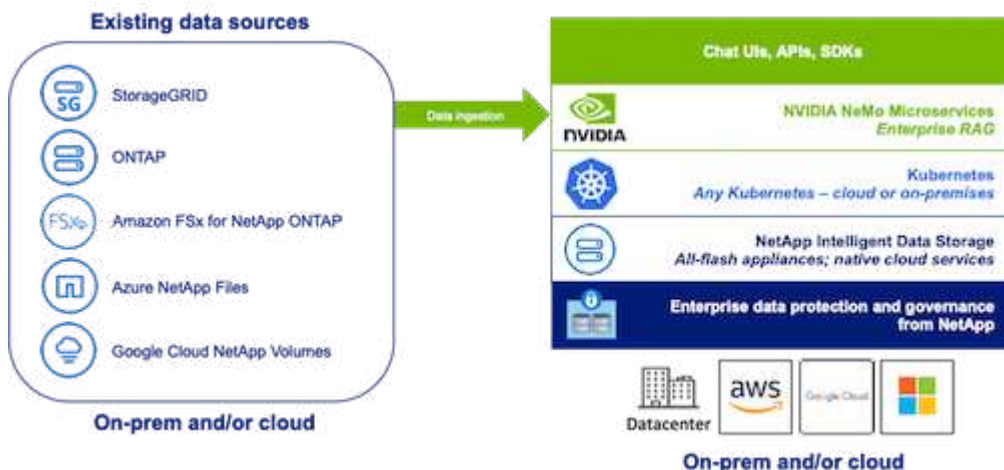 Existing data sources
SG
StorageGRID
ONTAP
FSx
Amazon FSx for NetApp ONTAP
Azure NetApp Files
Google Cloud NetApp Volumes
On-prem and/or cloud
Data ingestion
Chat UIs, APIs, SDKs
NVIDIA
NVIDIA NeMo Microservices
Enterprise RAG
Kubernetes
Any Kubernetes – cloud or on-premises
NetApp Intelligent Data Storage
All-flash appliances; native cloud services
Enterprise data protection and governance
from NetApp
Datacenter
aws
Google Cloud
On-prem and/or cloud